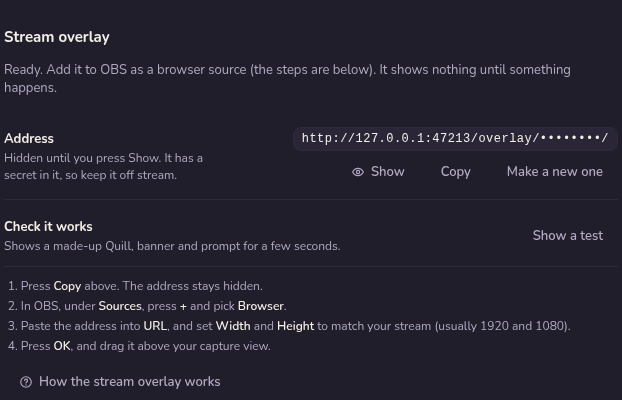 Stream overlay
Ready. Add it to OBS as a browser source (the steps are below). It shows nothing until something
happens.
Address
Hidden until you press Show. It has a
secret in it, so keep it off stream.
http://127.0.0.1:47213/overlay/••••••••/
Show
Copy
Make a new one
Check it works
Shows a made-up Quill, banner and prompt for a few seconds.
Show a test
1. Press Copy above. The address stays hidden.
2. In OBS, under Sources, press + and pick Browser.
3. Paste the address into URL, and set Width and Height to match your stream (usually 1920 and 1080).
4. Press OK, and drag it above your capture view.
How the stream overlay works